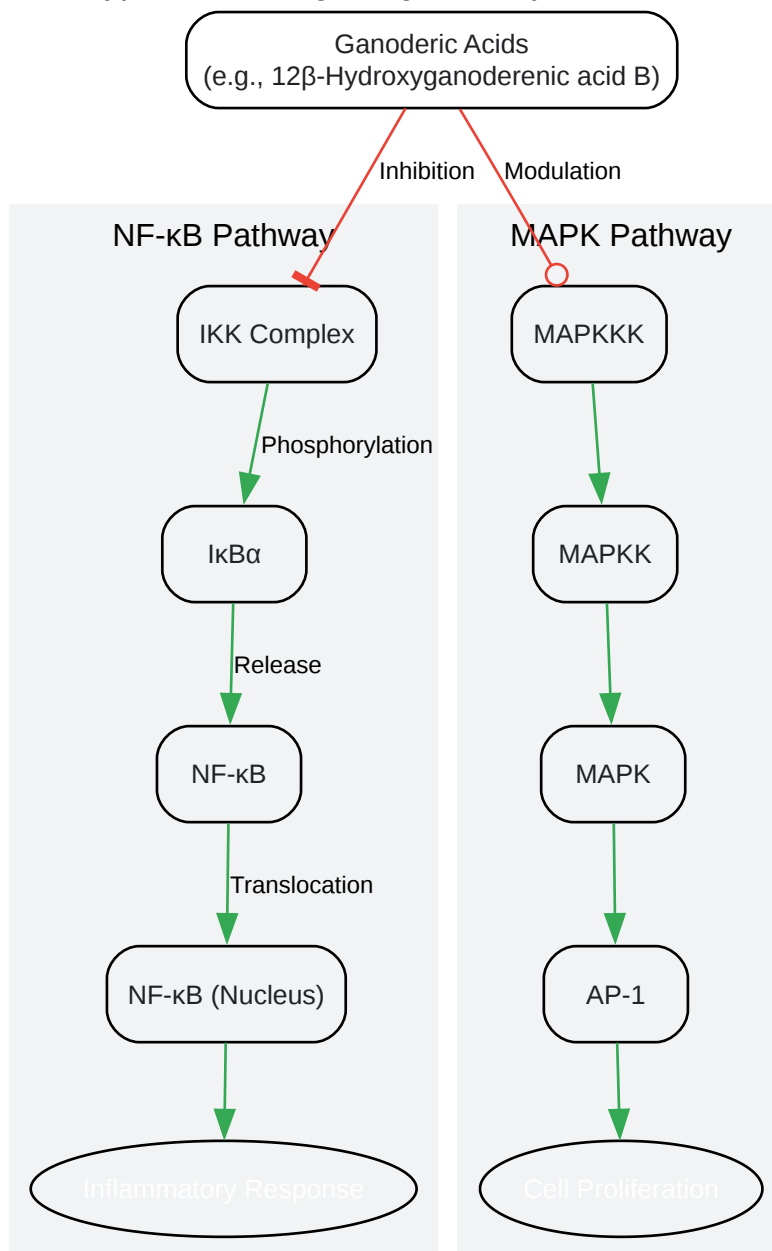 Ganoderic Acids
(e.g., 12β-Hydroxyganoderenic acid B)
Inhibition
Modulation
NF-κB Pathway
MAPK Pathway
IKK Complex
MAPKKK
Phosphorylation
IκBα
MAPKK
Release
NF-κB
MAPK
Translocation
NF-κB (Nucleus)
AP-1
Inflammatory Response
Cell Proliferation